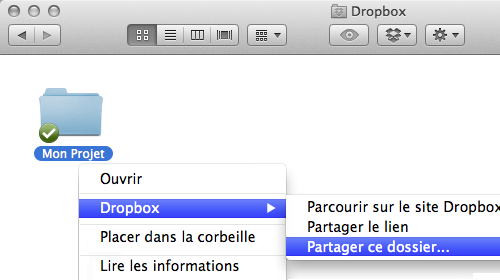 Dropbox
Mon Projet
Ouvrir
Dropbox
Placer dans la corbeille
Lire les informations
Parcourir sur le site Dropbox
Partager le lien
Partager ce dossier...